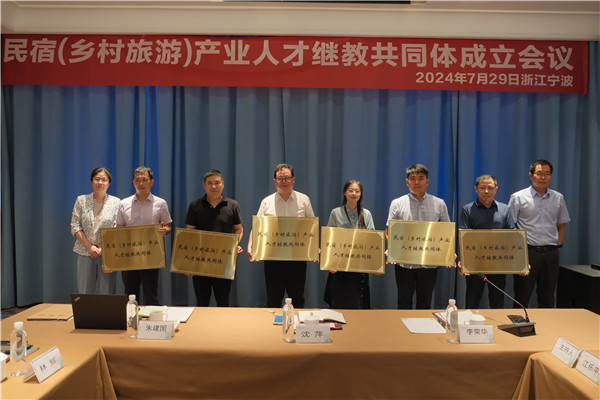 民宿(乡村旅游)产业人才继教共同体成立会议
2024年7月29日浙江宁波
民宿（乡村旅游）产业
人才继教共同体
民宿（乡村旅游）产业
人才继教共同体
民宿（乡村旅游）产业
人才继教共同体
民宿（乡村旅游）产业
人才继教共同体
民宿（乡村旅游）产业
人才继教共同体
民宿（乡村旅游）产业
人才继教共同体
朱建国
沈萍
李荣华
主持人